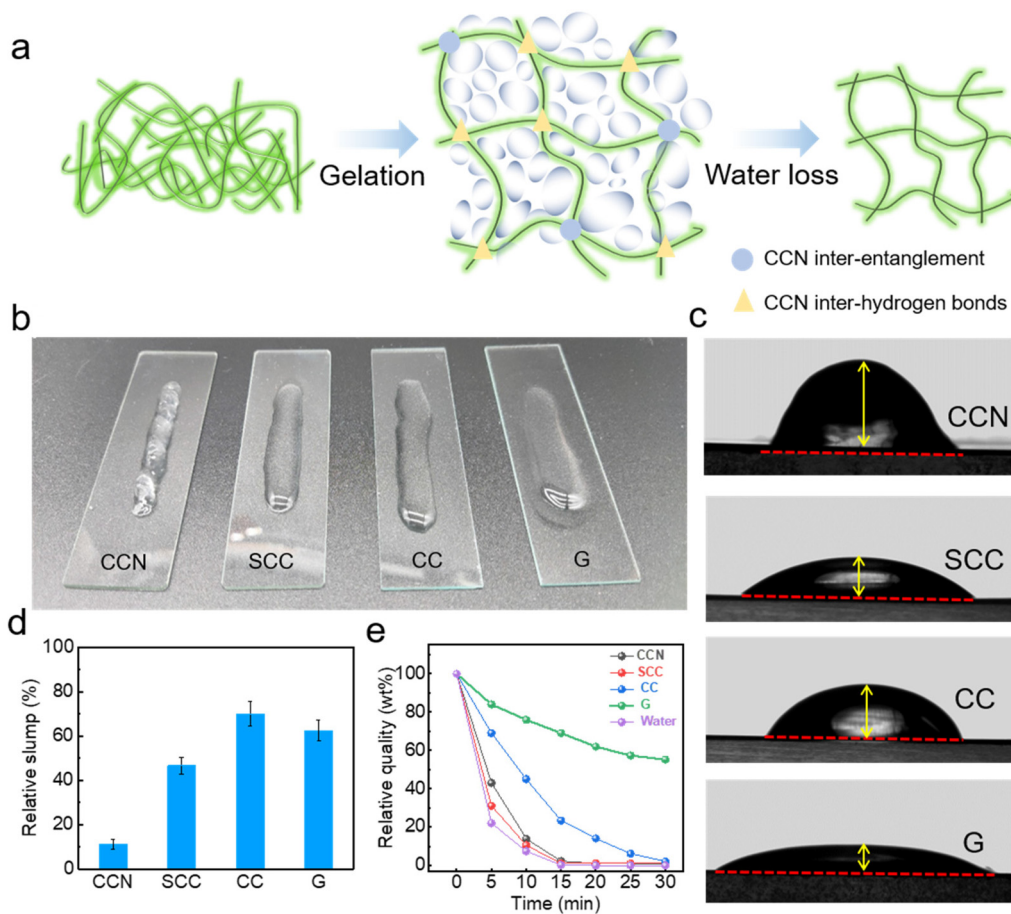 a
Gelation
Water loss
CCN inter-entanglement
CCN inter-hydrogen bonds
b
CCN
SCC
CC
G
c
CCN
SCC
CC
G
d
Relative slump (%)
100
80
60
40
20
0
CCN SCC CC G
e
Relative quality (wt%)
100
80
60
40
20
0
CCN
SCC
CC
G
Water
0 5 10 15 20 25 30
Time (min)